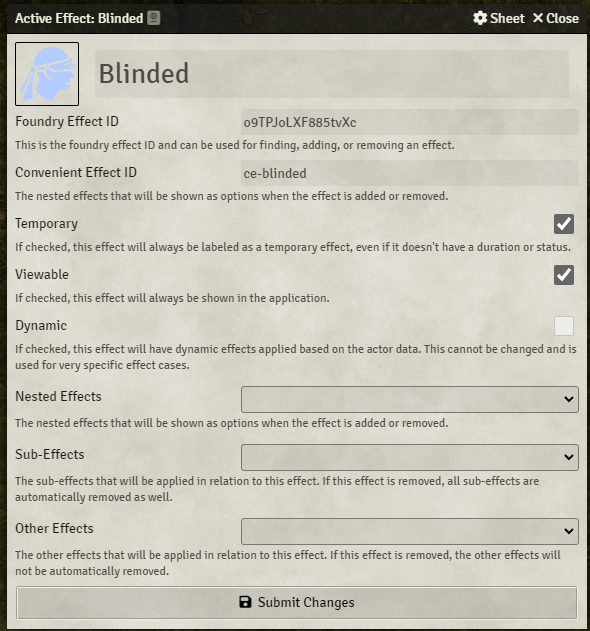 Active Effect: Blinded
Sheet
Close
Blinded
Foundry Effect ID
o9TPJoLXF885tvXc
This is the foundry effect ID and can be used for finding, adding, or removing an effect.
Convenient Effect ID
ce-blinded
The nested effects that will be shown as options when the effect is added or removed.
Temporary
If checked, this effect will always be labeled as a temporary effect, even if it doesn't have a duration or status.
Viewable
If checked, this effect will always be shown in the application.
Dynamic
If checked, this effect will have dynamic effects applied based on the actor data. This cannot be changed and is
used for very specific effect cases.
Nested Effects
The nested effects that will be shown as options when the effect is added or removed.
Sub-Effects
The sub-effects that will be applied in relation to this effect. If this effect is removed, all sub-effects are
automatically removed as well.
Other Effects
The other effects that will be applied in relation to this effect. If this effect is removed, the other effects will
not be automatically removed.
Submit Changes